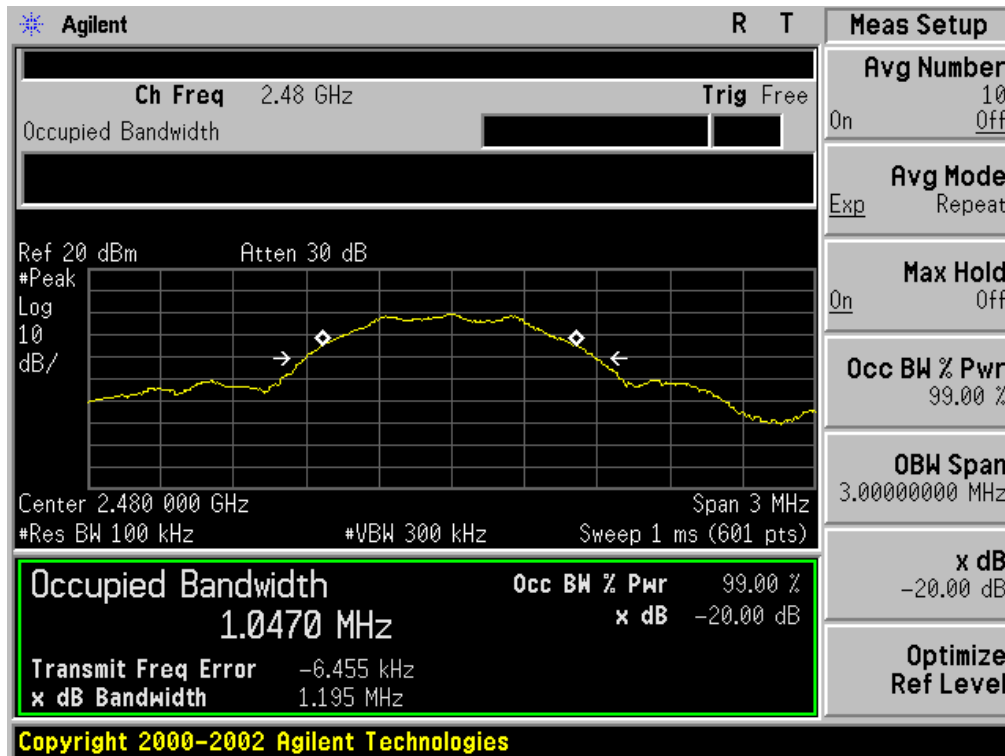 Agilent R T
Ch Freq 2.48 GHz Trig Free
Occupied Bandwidth
Ref 20 dBm Atten 30 dB
#Peak
Log
10
dB/
Center 2.480 000 GHz Span 3 MHz
#Res BW 100 kHz #VBW 300 kHz Sweep 1 ms (601 pts)
Occupied Bandwidth Occ BW % Pwr 99.00 %
1.0470 MHz x dB -20.00 dB
Transmit Freq Error -6.455 kHz
x dB Bandwidth 1.195 MHz
Copyright 2000-2002 Agilent Technologies
Meas Setup
Avg Number
10
On Off
Avg Mode
Exp Repeat
Max Hold
On Off
Occ BW % Pwr
99.00 %
OBW Span
3.00000000 MHz
x dB
-20.00 dB
Optimize
Ref Level